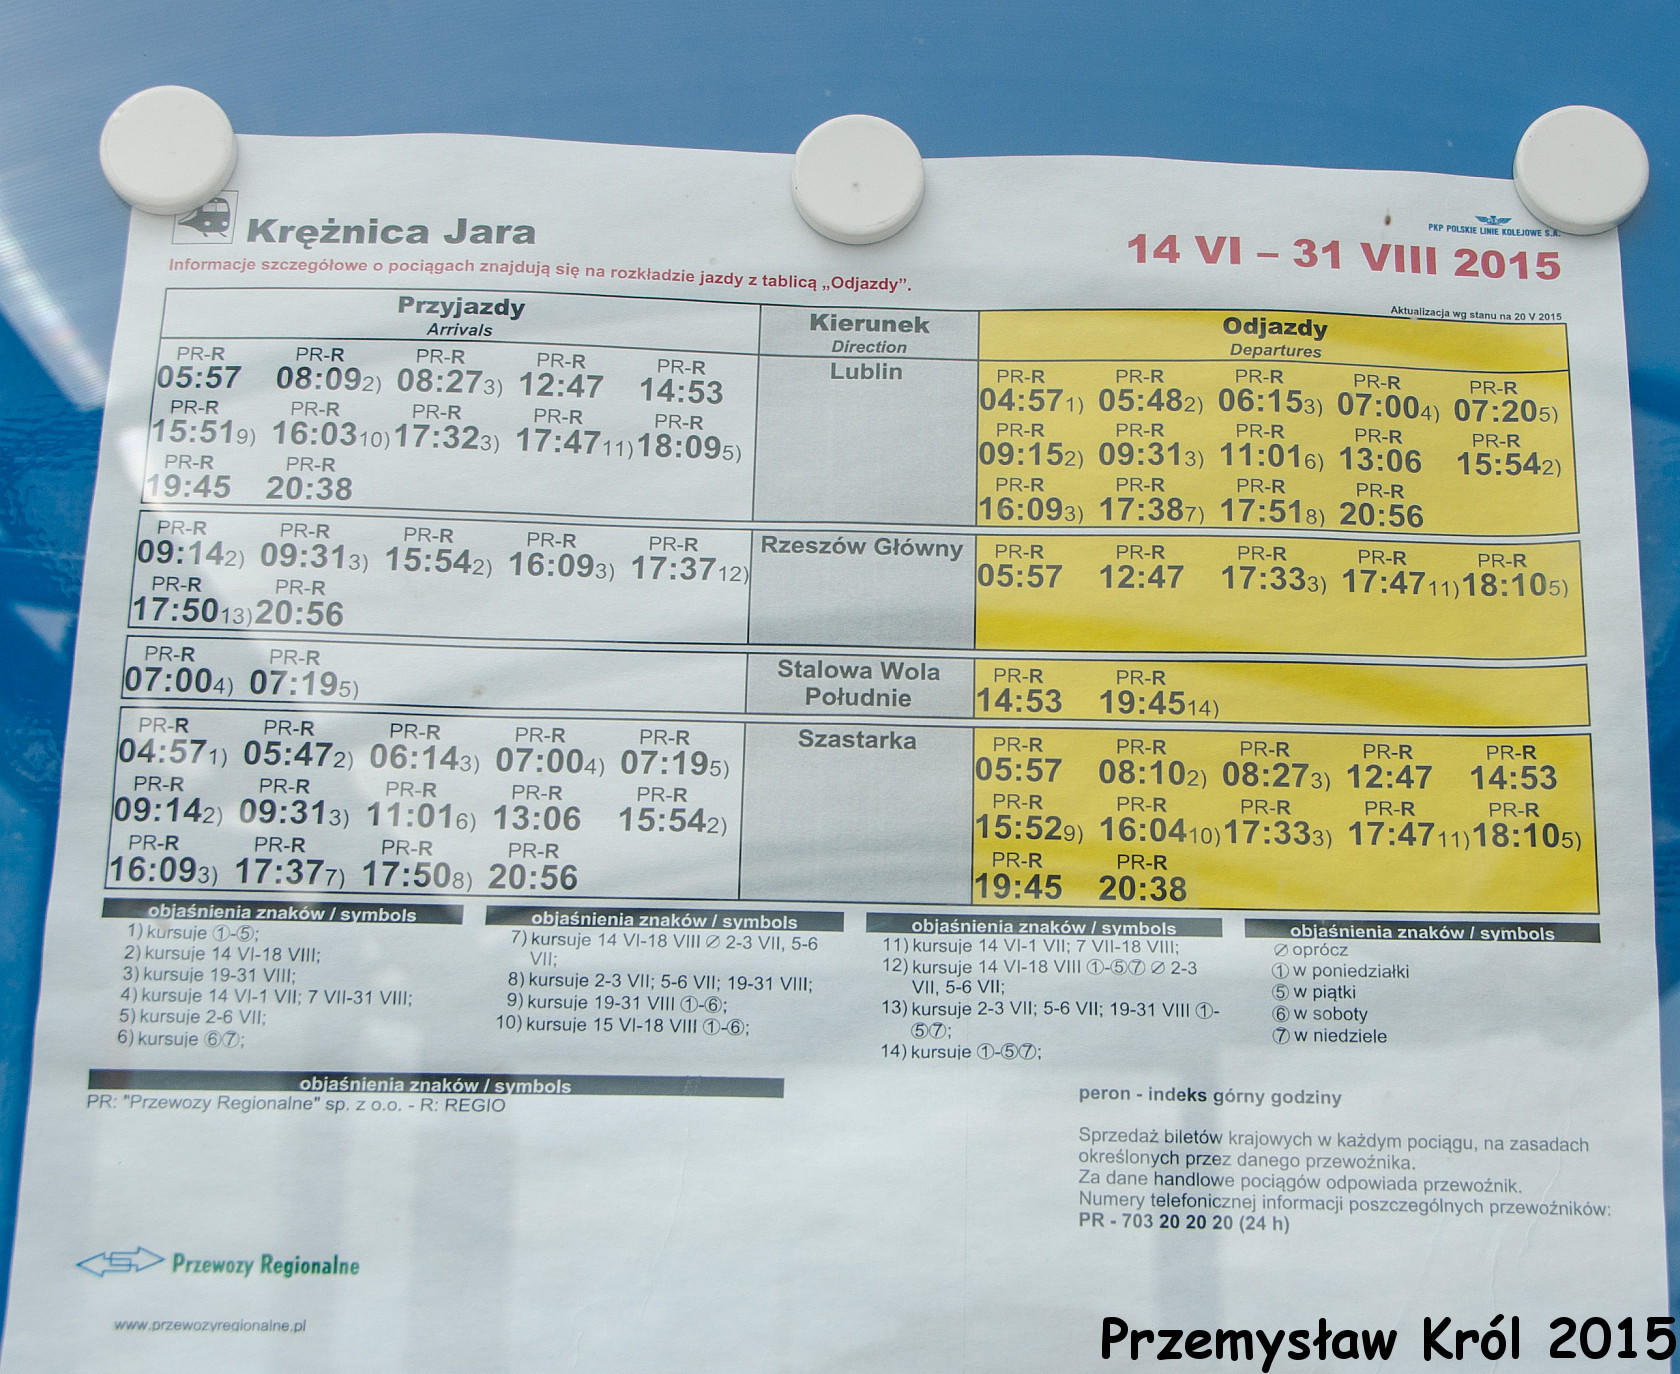 Krężnica Jara
PKP POLSKIE LINIE KOLEJOWE S.A.
14 VI – 31 VIII 2015
Informacje szczegółowe o pociągach znajdują się na rozkładzie jazdy z tablicą „Odjazdy”.
Aktualizacja wg stanu na 20 V 2015
Przyjazdy Kierunek Odjazdy
Arrivals Direction Departures
Lublin
PR-R PR-R PR-R PR-R PR-R
05:57 08:09 2) 08:27 3) 12:47 14:53
PR-R PR-R PR-R PR-R PR-R
15:51 9) 16:03 10) 17:32 3) 17:47 11) 18:09 5)
PR-R PR-R
19:45 20:38
PR-R PR-R PR-R PR-R PR-R
04:57 1) 05:48 2) 06:15 3) 07:00 4) 07:20 5)
PR-R PR-R PR-R PR-R PR-R
09:15 2) 09:31 3) 11:01 6) 13:06 15:54 2)
PR-R PR-R PR-R PR-R
16:09 3) 17:38 7) 17:51 8) 20:56
Rzeszów Główny
PR-R PR-R PR-R PR-R PR-R
09:14 2) 09:31 3) 15:54 2) 16:09 3) 17:37 12)
PR-R PR-R
17:50 13) 20:56
PR-R PR-R PR-R PR-R PR-R
05:57 12:47 17:33 3) 17:47 11) 18:10 5)
Stalowa Wola
Południe
PR-R PR-R
07:00 4) 07:19 5)
PR-R PR-R
14:53 19:45 14)
Szastarka
PR-R PR-R PR-R PR-R PR-R
04:57 1) 05:47 2) 06:14 3) 07:00 4) 07:19 5)
PR-R PR-R PR-R PR-R PR-R
09:14 2) 09:31 3) 11:01 6) 13:06 15:54 2)
PR-R PR-R PR-R PR-R
16:09 3) 17:37 7) 17:50 8) 20:56
PR-R PR-R PR-R PR-R PR-R
05:57 08:10 2) 08:27 3) 12:47 14:53
PR-R PR-R PR-R PR-R PR-R
15:52 9) 16:04 10) 17:33 3) 17:47 11) 18:10 5)
PR-R PR-R
19:45 20:38
objaśnienia znaków / symbols
1) kursuje ①-⑤;
2) kursuje 14 VI-18 VIII;
3) kursuje 19-31 VIII;
4) kursuje 14 VI-1 VII; 7 VII-31 VIII;
5) kursuje 2-6 VII;
6) kursuje ⑥⑦;
objaśnienia znaków / symbols
7) kursuje 14 VI-18 VIII ∅ 2-3 VII, 5-6
VII;
8) kursuje 2-3 VII; 5-6 VII; 19-31 VIII;
9) kursuje 19-31 VIII ①-⑥;
10) kursuje 15 VI-18 VIII ①-⑥;
objaśnienia znaków / symbols
11) kursuje 14 VI-1 VII; 7 VII-18 VIII;
12) kursuje 14 VI-18 VIII ①-⑤⑦ ∅ 2-3
VII, 5-6 VII;
13) kursuje 2-3 VII; 5-6 VII; 19-31 VIII ①-
⑤⑦;
14) kursuje ①-⑤⑦;
objaśnienia znaków / symbols
∅ oprócz
① w poniedziałki
⑤ w piątki
⑥ w soboty
⑦ w niedziele
objaśnienia znaków / symbols
PR: "Przewozy Regionalne" sp. z o.o. - R: REGIO
peron - indeks górny godziny
Sprzedaż biletów krajowych w każdym pociągu, na zasadach
określonych przez danego przewoźnika.
Za dane handlowe pociągów odpowiada przewoźnik.
Numery telefonicznej informacji poszczególnych przewoźników:
PR - 703 20 20 20 (24 h)
Przewozy Regionalne
www.przewozyregionalne.pl
Przemysław Król 2015